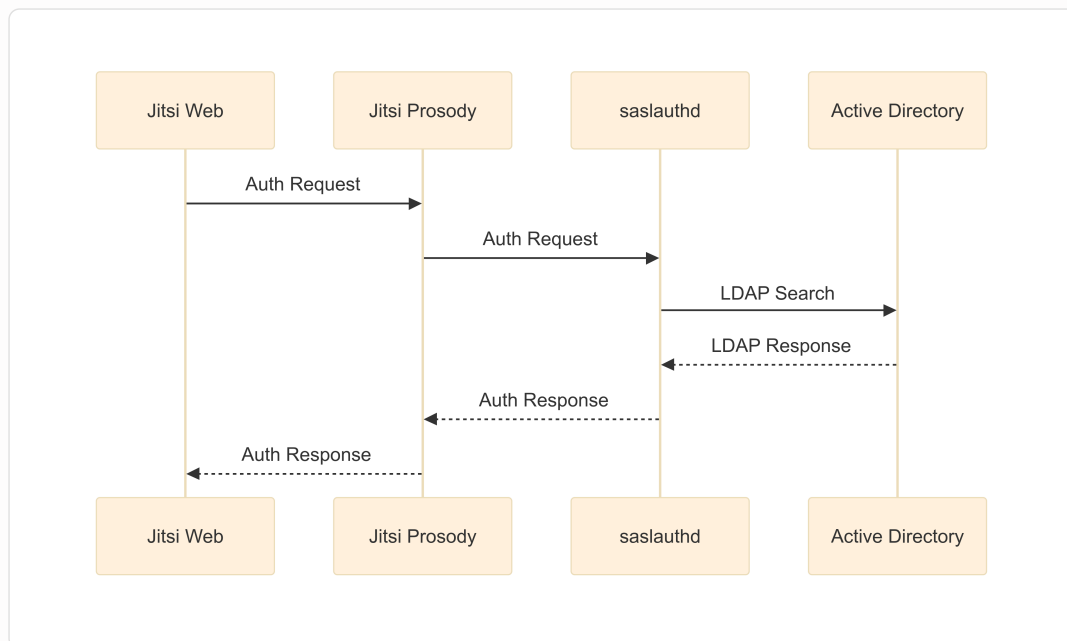 Jitsi Web
Jitsi Prosody
saslauthd
Active Directory
Auth Request
Auth Request
LDAP Search
LDAP Response
Auth Response
Auth Response
Jitsi Web
Jitsi Prosody
saslauthd
Active Directory